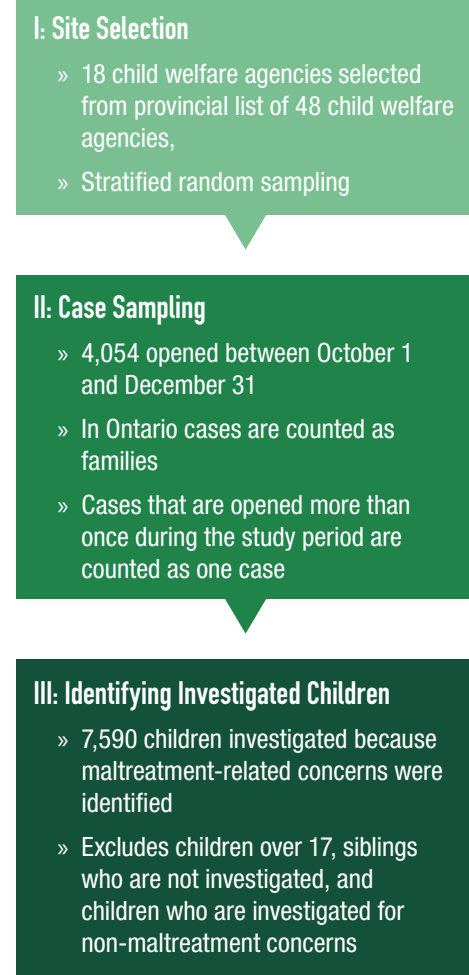 I: Site Selection
» 18 child welfare agencies selected
from provincial list of 48 child welfare
agencies,
» Stratified random sampling
II: Case Sampling
» 4,054 opened between October 1
and December 31
» In Ontario cases are counted as
families
» Cases that are opened more than
once during the study period are
counted as one case
III: Identifying Investigated Children
» 7,590 children investigated because
maltreatment-related concerns were
identified
» Excludes children over 17, siblings
who are not investigated, and
children who are investigated for
non-maltreatment concerns